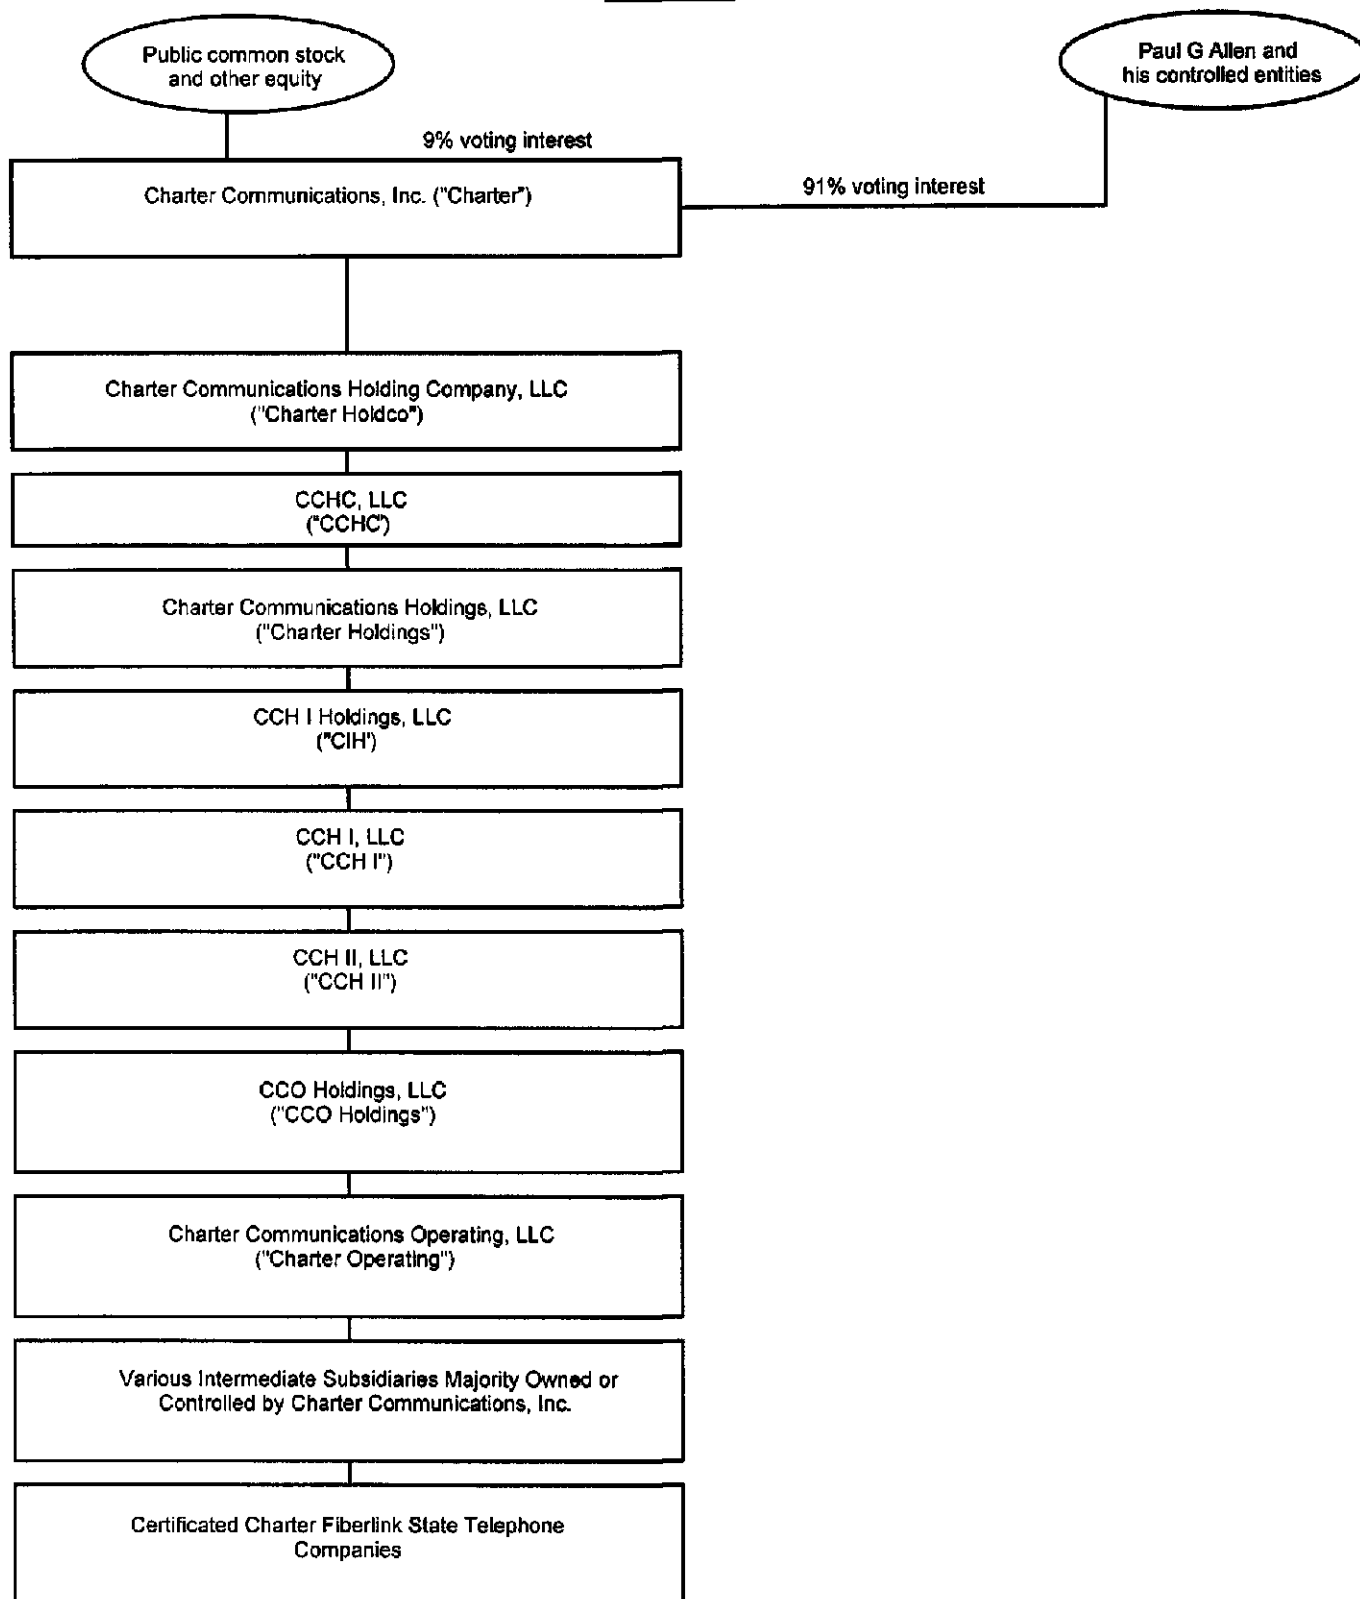 Public common stock
and other equity
Paul G Allen and
his controlled entities
9% voting interest
91% voting interest
Charter Communications, Inc. ("Charter")
Charter Communications Holding Company, LLC
("Charter Holdco")
CCHC, LLC
("CCHC')
Charter Communications Holdings, LLC
("Charter Holdings")
CCH I Holdings, LLC
("CIH')
CCH I, LLC
("CCH I")
CCH II, LLC
("CCH II")
CCO Holdings, LLC
("CCO Holdings")
Charter Communications Operating, LLC
("Charter Operating")
Various Intermediate Subsidiaries Majority Owned or
Controlled by Charter Communications, Inc.
Certificated Charter Fiberlink State Telephone
Companies